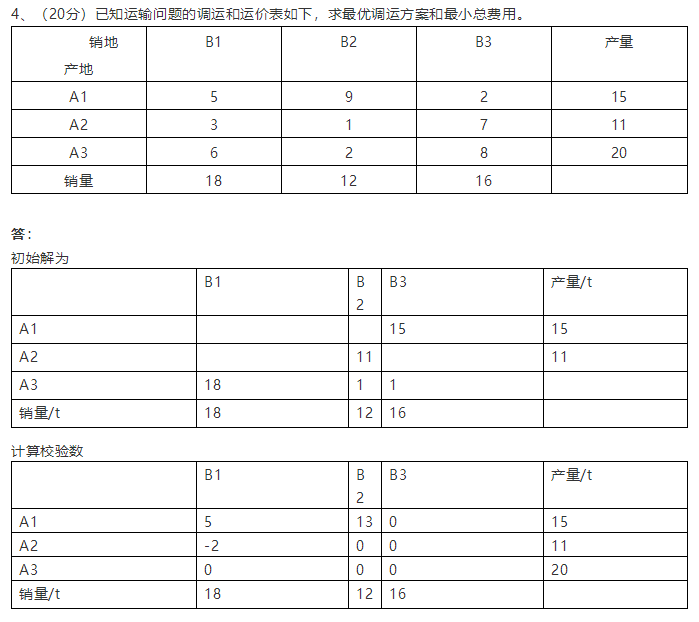 4、（20分）已知运输问题的调运和运价表如下，求最优调运方案和最小总费用。
销地 B1 B2 B3 产量
产地
A1 5 9 2 15
A2 3 1 7 11
A3 6 2 8 20
销量 18 12 16
答：
初始解为
B1 B B3 产量/t
2
A1 15 15
A2 11 11
A3 18 1 1
销量/t 18 12 16
计算校验数
B1 B B3 产量/t
2
A1 5 13 0 15
A2 -2 0 0 11
A3 0 0 0 20
销量/t 18 12 16